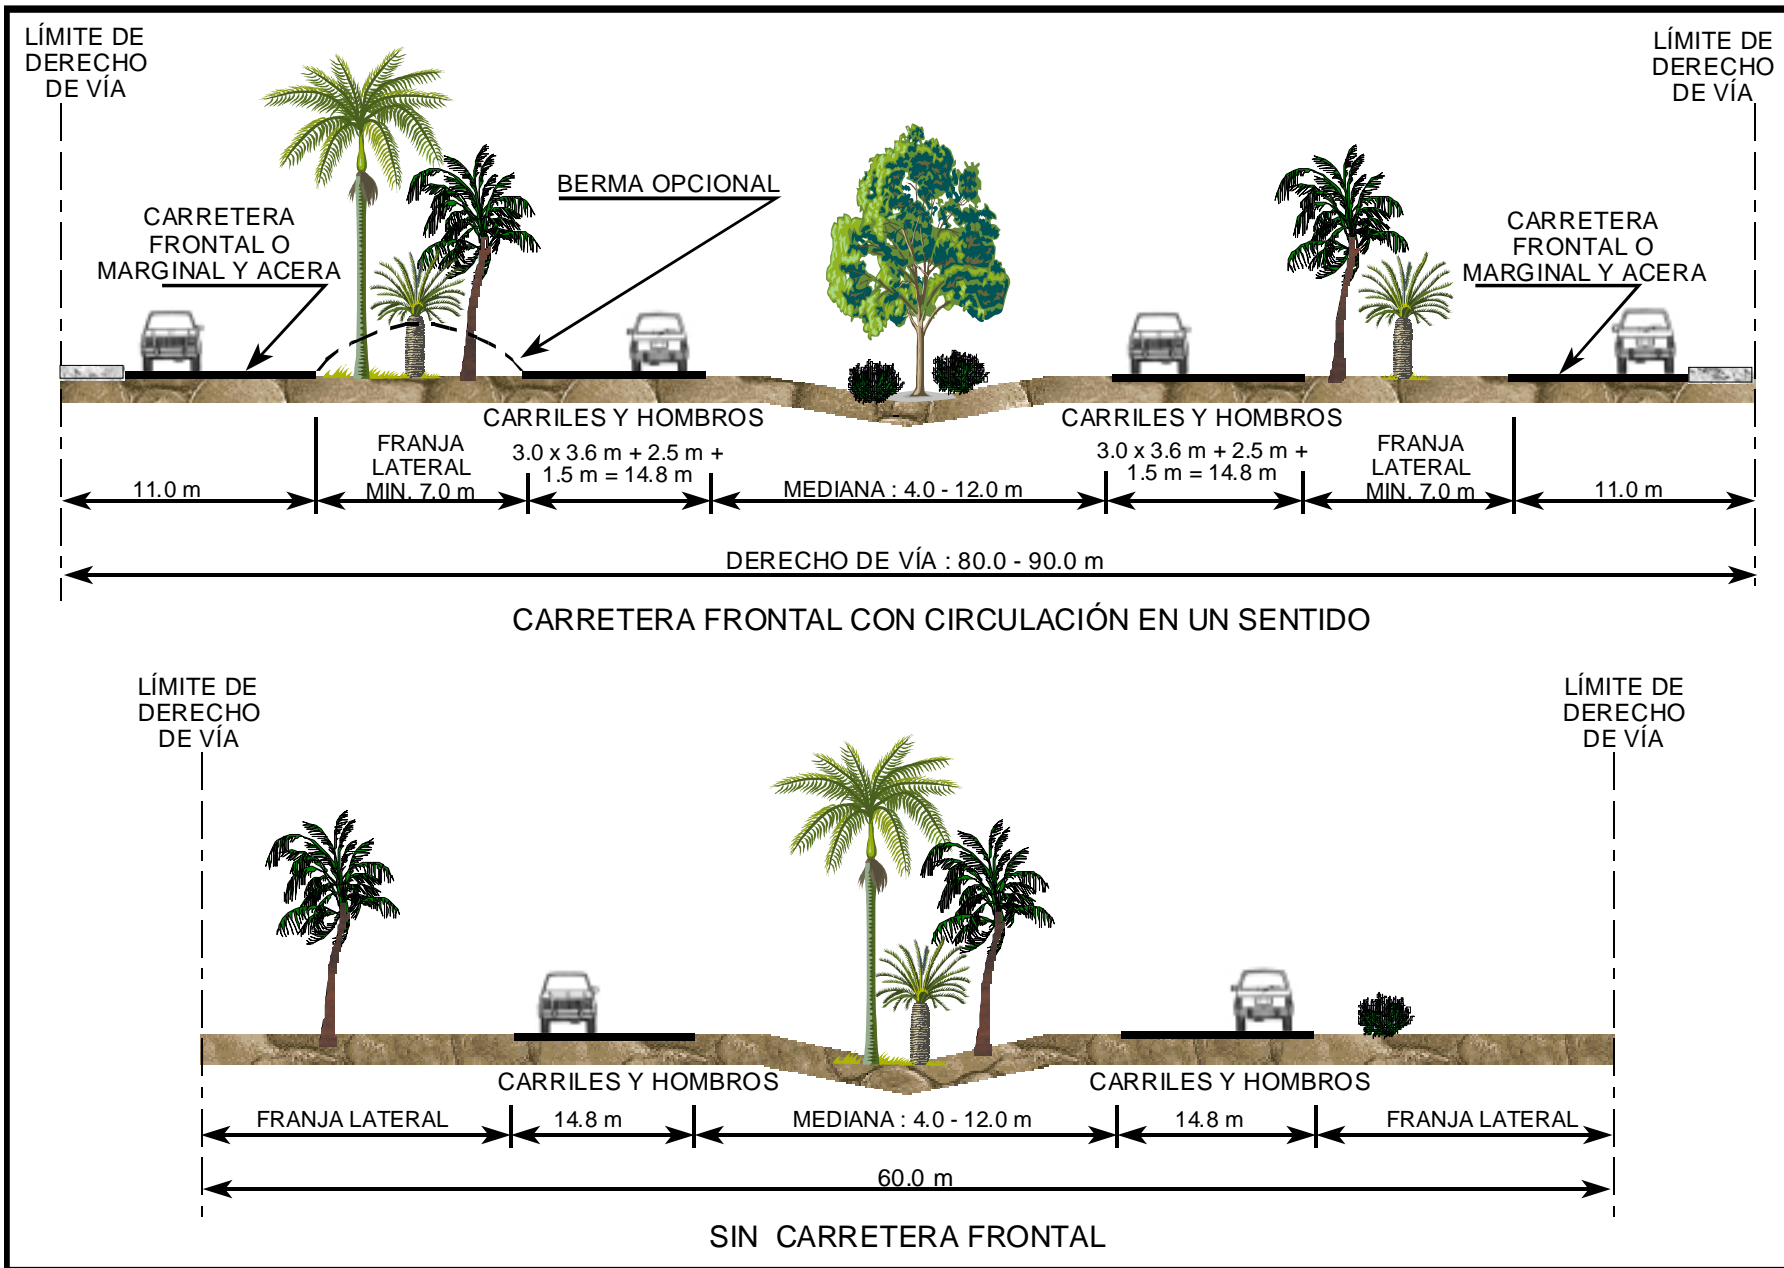 LÍMITE DE
DERECHO
DE VÍA
LÍMITE DE
DERECHO
DE VÍA
BERMA OPCIONAL
CARRETERA
FRONTAL O
MARGINAL Y ACERA
CARRETERA
FRONTAL O
MARGINAL Y ACERA
CARRILES Y HOMBROS
CARRILES Y HOMBROS
FRANJA
LATERAL
MIN. 7.0 m
3.0 x 3.6 m + 2.5 m +
1.5 m = 14.8 m
3.0 x 3.6 m + 2.5 m +
1.5 m = 14.8 m
FRANJA
LATERAL
MIN. 7.0 m
11.0 m
MEDIANA : 4.0 - 12.0 m
11.0 m
DERECHO DE VÍA : 80.0 - 90.0 m
CARRETERA FRONTAL CON CIRCULACIÓN EN UN SENTIDO
LÍMITE DE
DERECHO
DE VÍA
LÍMITE DE
DERECHO
DE VÍA
CARRILES Y HOMBROS
CARRILES Y HOMBROS
FRANJA LATERAL
14.8 m
MEDIANA : 4.0 - 12.0 m
14.8 m
FRANJA LATERAL
60.0 m
SIN CARRETERA FRONTAL